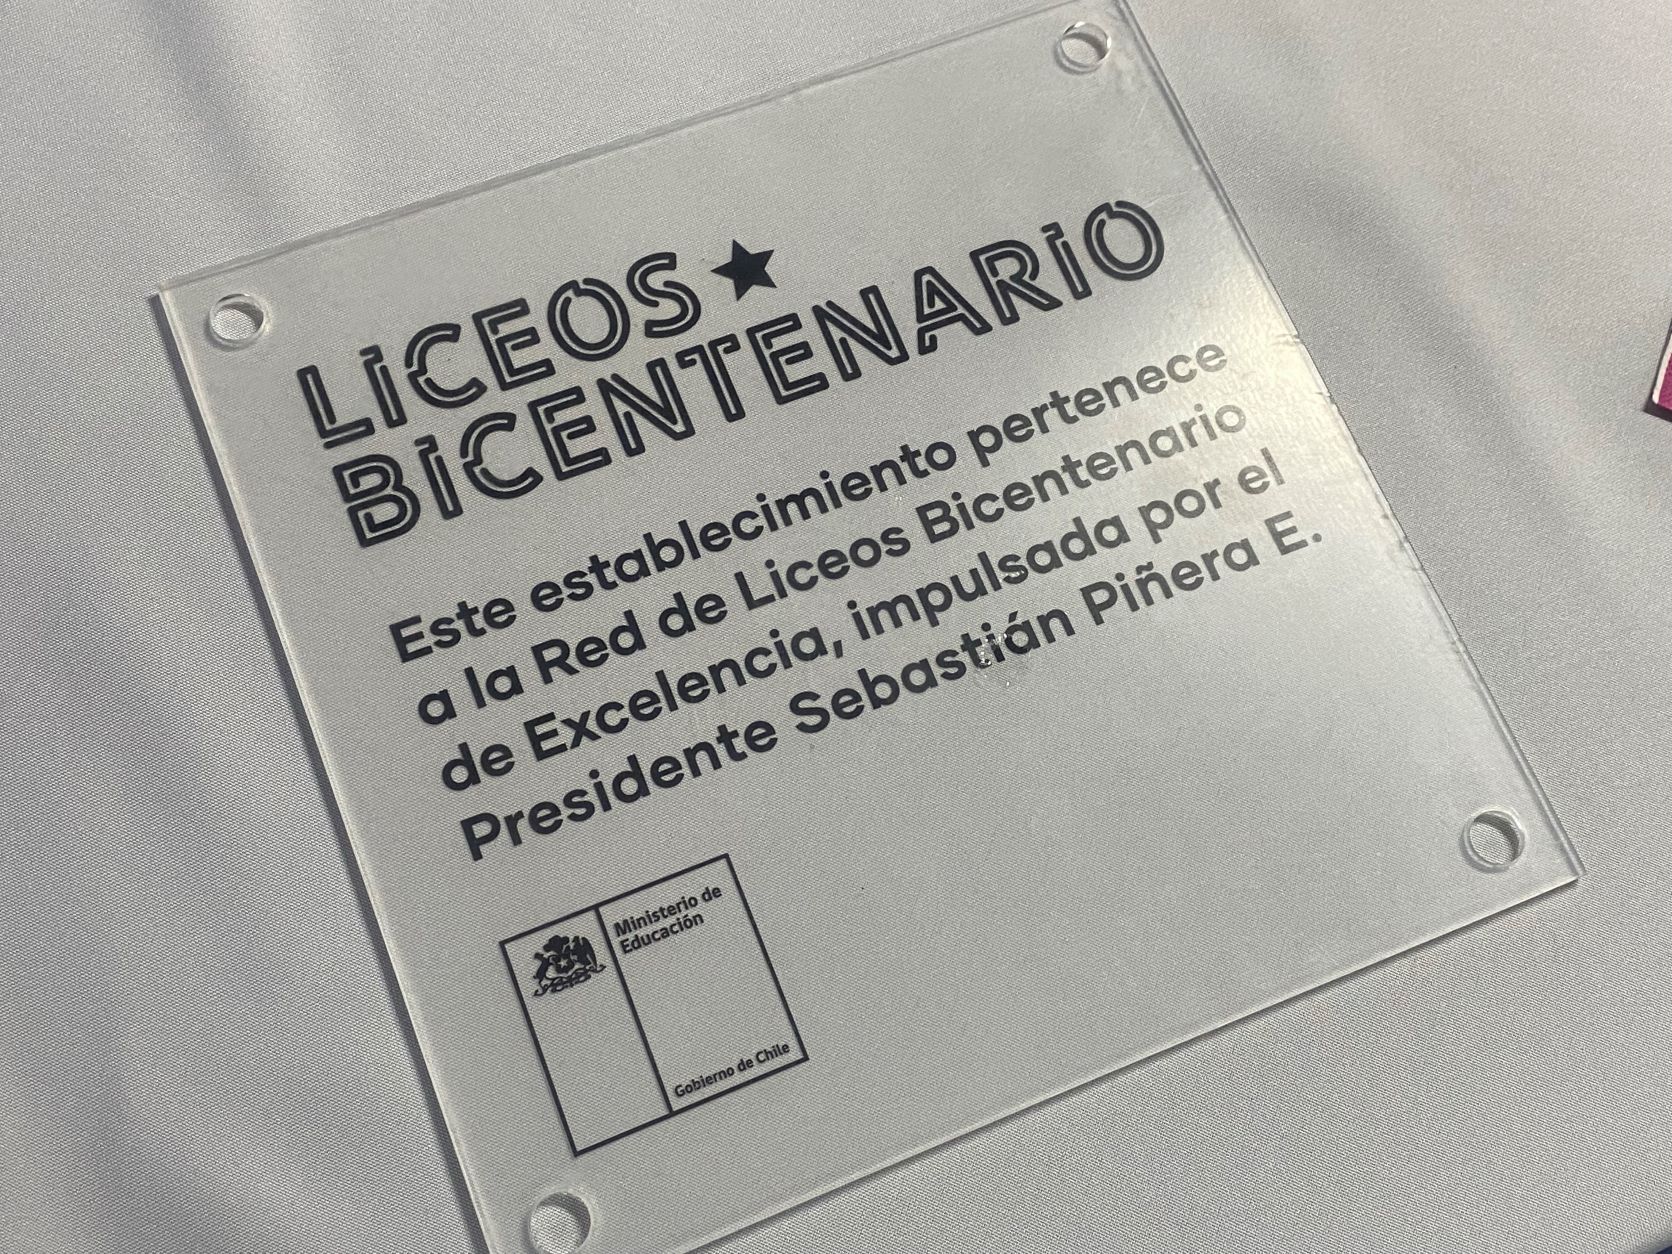 LICEOS
BICENTENARIO
Este establecimiento pertenece
a la Red de Liceos Bicentenario
de Excelencia, impulsada por el
Presidente Sebastián Piñera E.
Ministerio de
Educación
Gobierno de Chile